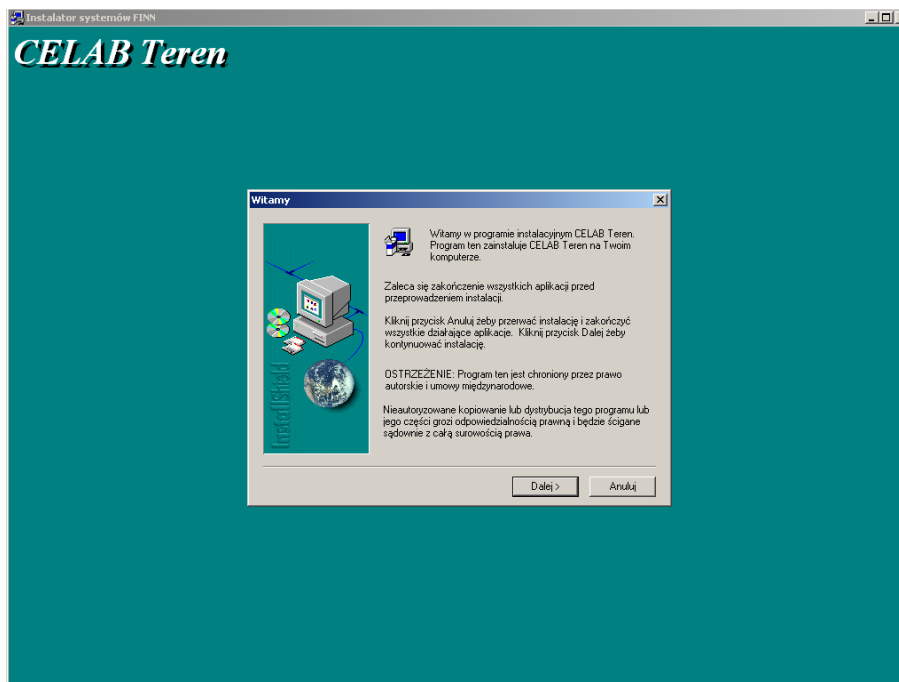 Instalator systemów FINN
CELAB Teren
Witamy
Witamy w programie instalacyjnym CELAB Teren.
Program ten zainstaluje CELAB Teren na Twoim
komputerze.
Zaleca się zakończenie wszystkich aplikacji przed
przeprowadzeniem instalacji.
Kliknij przycisk Anuluj żeby przerwać instalację i zakończyć
wszystkie działające aplikacje. Kliknij przycisk Dalej żeby
kontynuować instalację.
OSTRZEŻENIE: Program ten jest chroniony przez prawo
autorskie i umowy międzynarodowe.
Nieautoryzowane kopiowanie lub dystrybucja tego programu lub
jego części grozi odpowiedzialnością prawną i będzie ścigane
sądownie z całą surowością prawa.
InstallShield
Dalej >
Anuluj